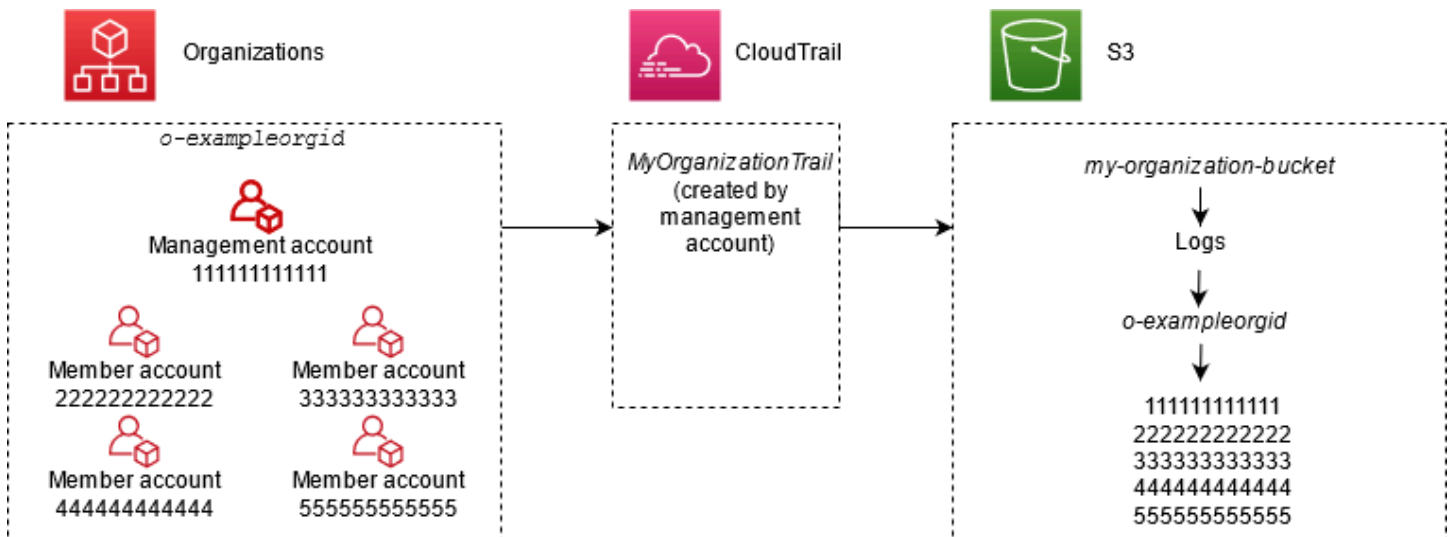 Organizations
CloudTrail
S3
o-exampleorgid
Management account
111111111111
Member account
222222222222
Member account
333333333333
Member account
444444444444
Member account
555555555555
MyOrganizationTrail
(created by
management
account)
my-organization-bucket
Logs
o-exampleorgid
111111111111
222222222222
333333333333
444444444444
555555555555